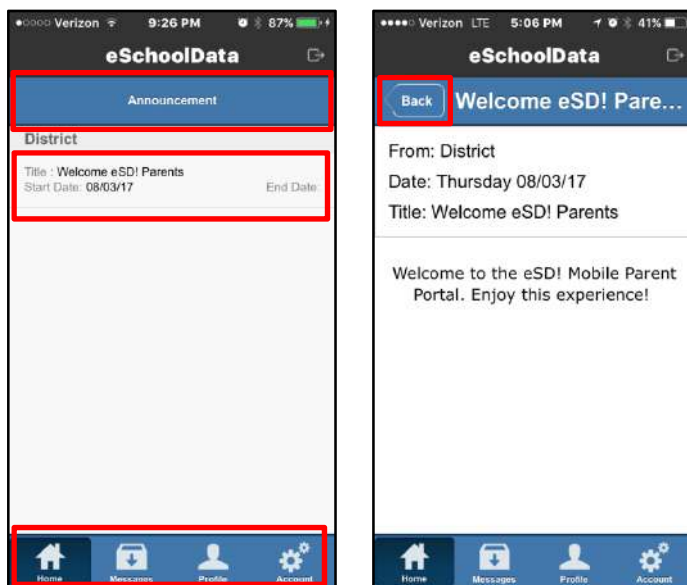 Verizon 9:26 PM 87%
eSchoolData
Announcement
District
Title : Welcome eSD! Parents
Start Date: 08/03/17 End Date:
Home Messages Profile Account
Verizon LTE 5:06 PM 41%
eSchoolData
Back Welcome eSD! Pare...
From: District
Date: Thursday 08/03/17
Title: Welcome eSD! Parents
Welcome to the eSD! Mobile Parent
Portal. Enjoy this experience!
Home Messages Profile Account